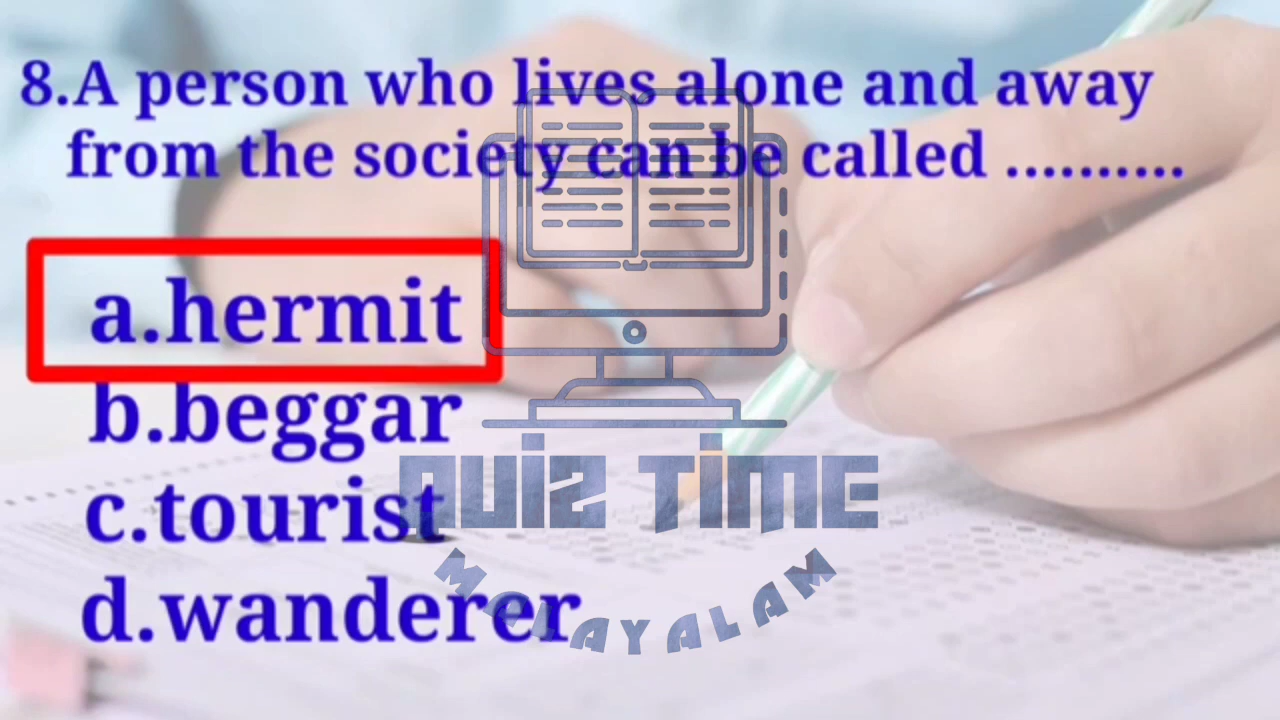 8.A person who lives alone and away
from the society can be called ..........
a.hermit
b.beggar
c.tourist
d.wanderer
QUIZ TIME
MALAYALAM